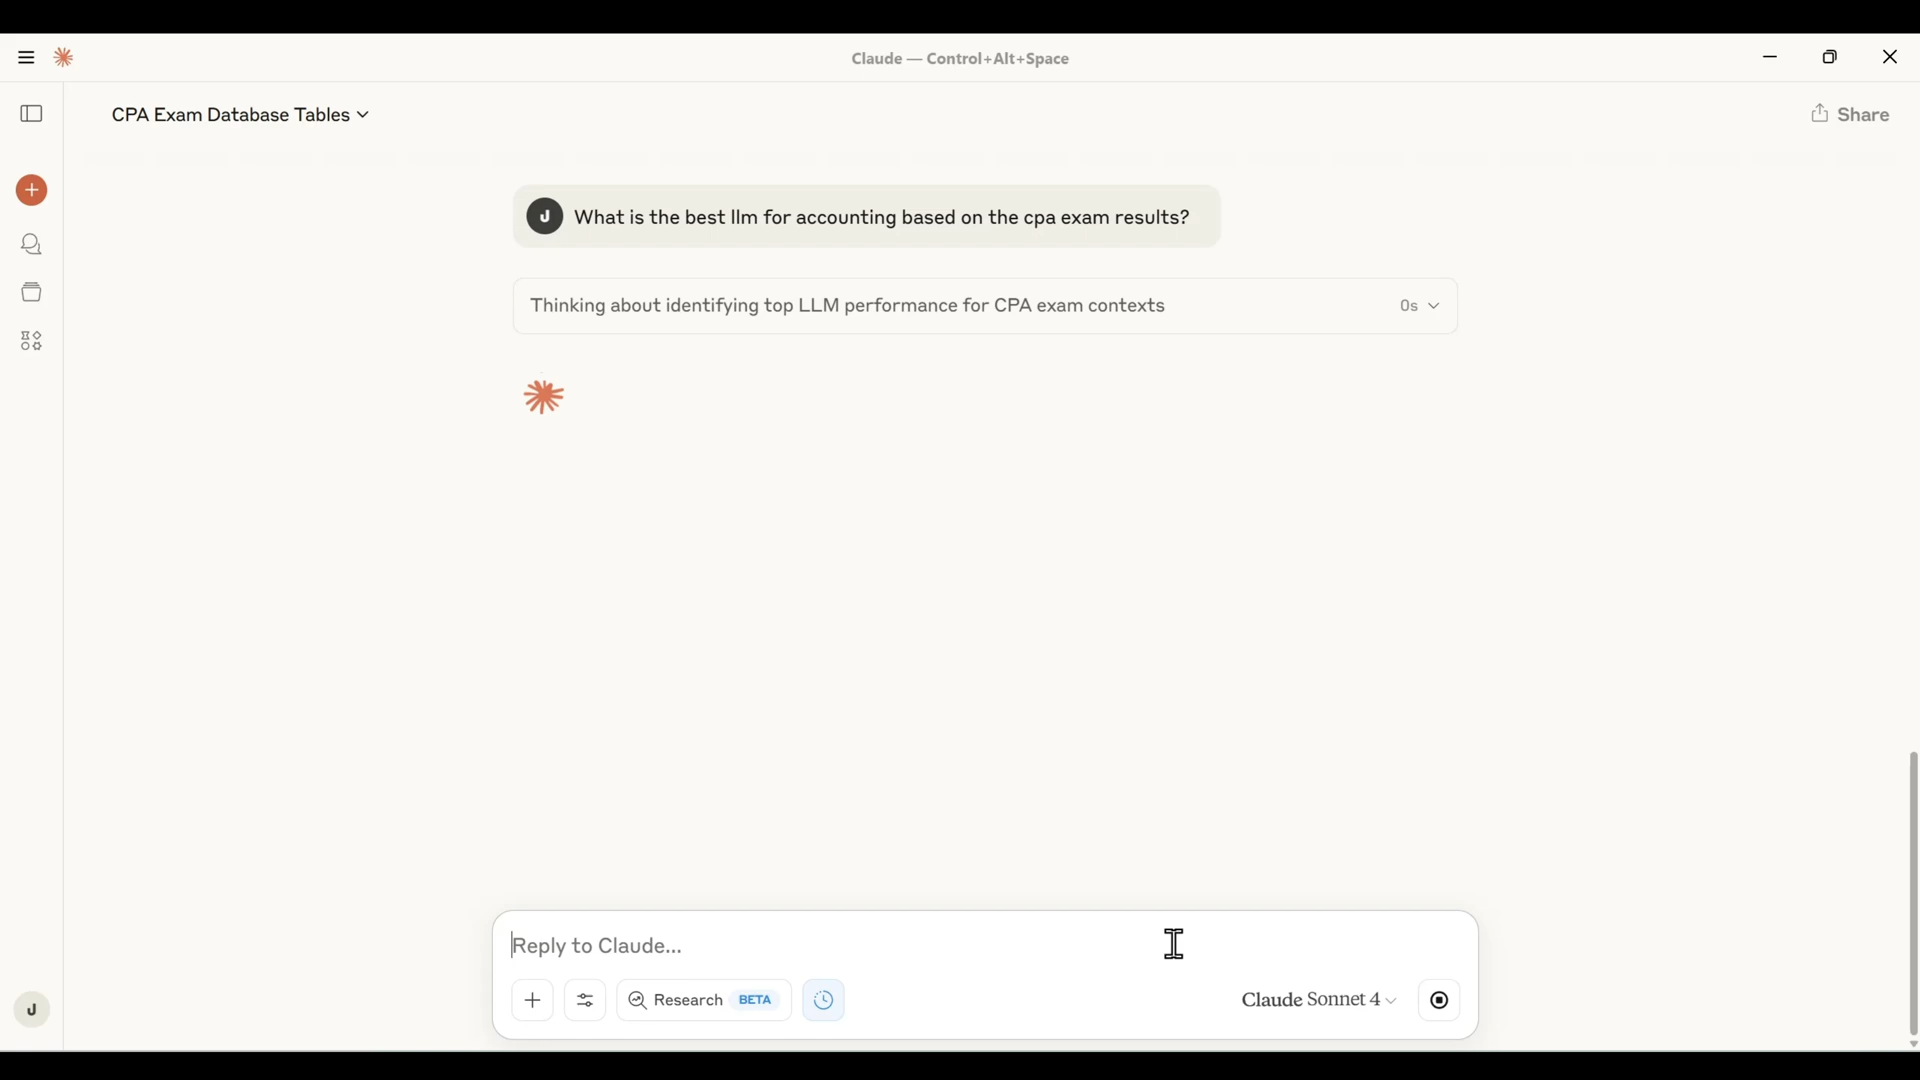 Claude — Control+Alt+Space
CPA Exam Database Tables
Share
J What is the best llm for accounting based on the cpa exam results?
Thinking about identifying top LLM performance for CPA exam contexts 0s
Reply to Claude...
Research BETA Claude Sonnet 4
J